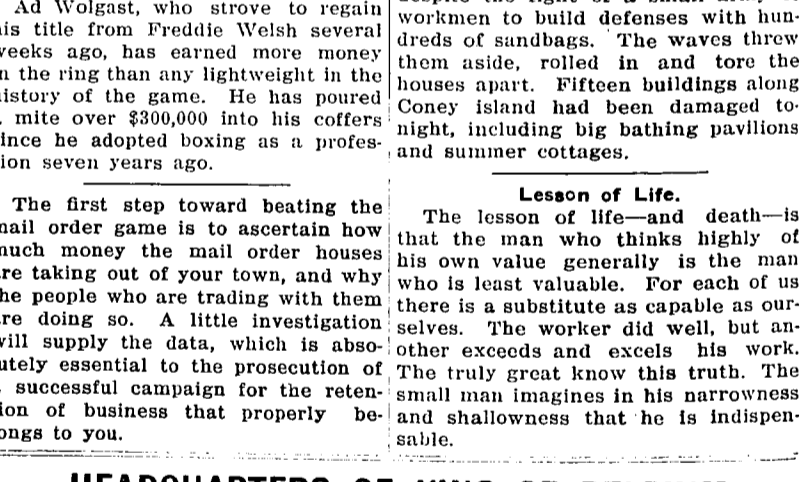 Ad Wolgast, who strove to regain
his title from Freddie Welsh several
weeks ago, has earned more money
in the ring than any lightweight in the
history of the game. He has poured
mite over $300,000 into his coffers
since he adopted boxing as a profes-
sion seven years ago.
The first step toward beating the
mail order game is to ascertain how
much money the mail order houses
are taking out of your town, and why
the people who are trading with them
are doing so. A little investigation
will supply the data, which is abso-
lutely essential to the prosecution of
successful campaign for the reten-
tion of business that properly be-
longs to you.
workmen to build defenses with hun-
dreds of sandbags. The waves threw
them aside, rolled in and tore the
houses apart. Fifteen buildings along
Coney island had been damaged to-
night, including big bathing pavilions
and summer cottages.
Lesson of Life.
The lesson of life—and death—is
that the man who thinks highly of
his own value generally is the man
who is least valuable. For each of us
there is a substitute as capable as our-
selves. The worker did well, but an-
other exceeds and excels his work.
The truly great know this truth. The
small man imagines in his narrowness
and shallowness that he is indispen-
sable.